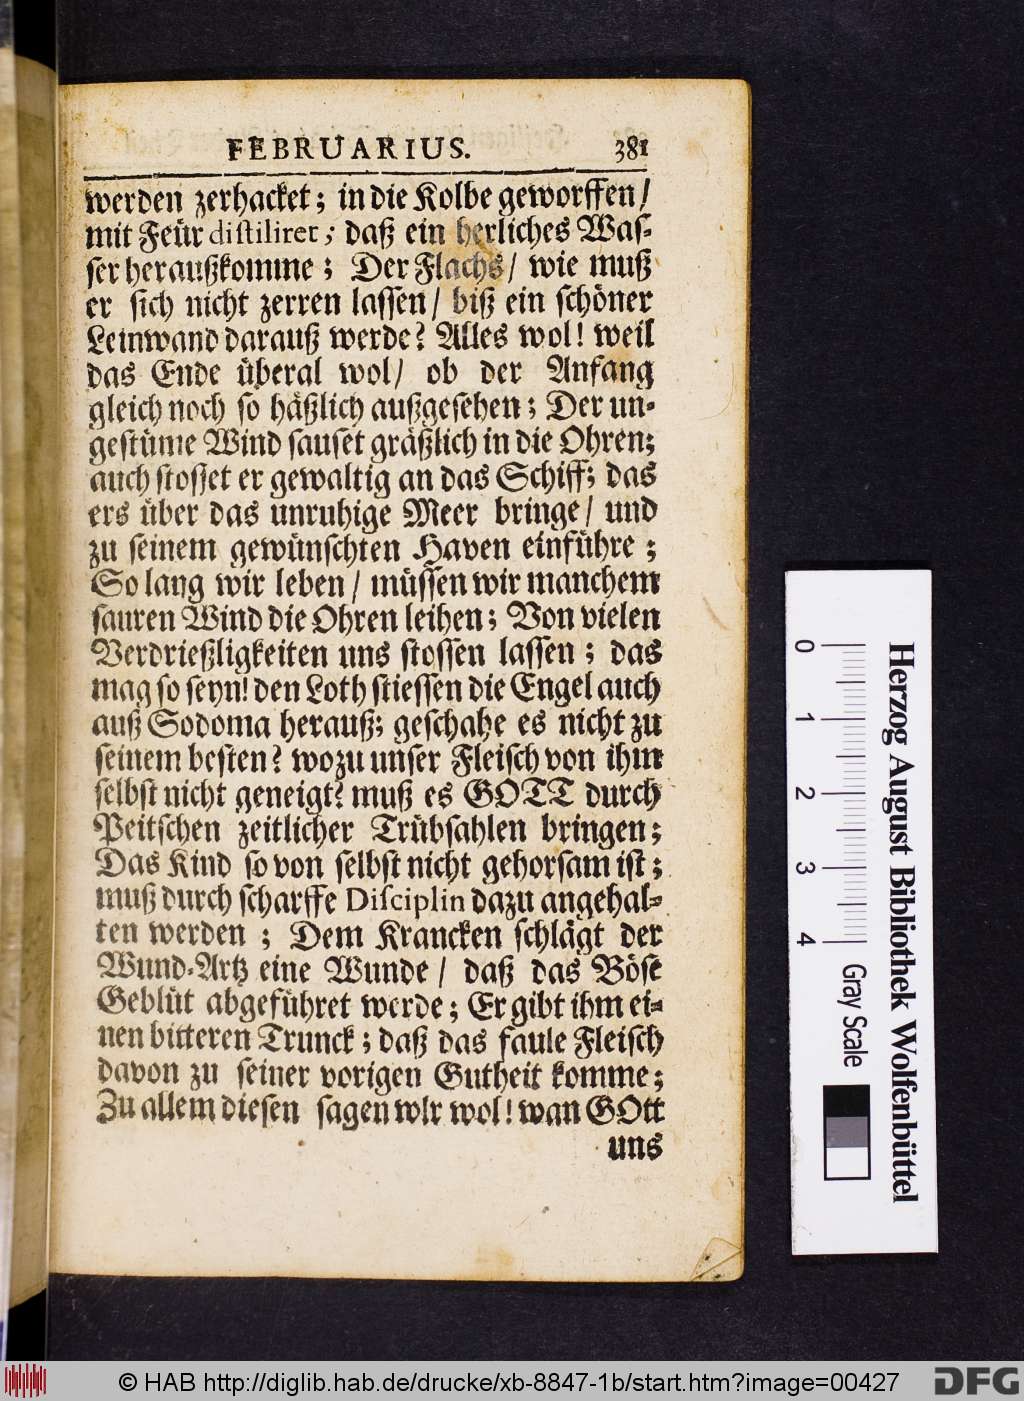 FEBRUARIUS. 381
werden zerhacket; in die Kolbe geworffen/
mit Feür distiliret; daß ein herliches Was-
ser heraußkomme; Der Flachs/ wie muß
er sich nicht zerren lassen/ biß ein schöner
Leinwand darauß werde? Alles wol! weil
das Ende überal wol/ ob der Anfang
gleich noch so häßlich außgesehen; Der un-
gestüme Wind sauset gräßlich in die Ohren;
auch stosset er gewaltig an das Schiff; das
ers über das unruhige Meer bringe/ und
zu seinem gewünschten Haven einführe;
So lang wir leben/ müssen wir manchem
sauren Wind die Ohren leihen; Von vielen
Verdrießligkeiten uns stossen lassen; das
mag so seyn! den Loth stiessen die Engel auch
auß Sodoma herauß; geschahe es nicht zu
seinem besten? wozu unser Fleisch von ihm
selbst nicht geneigt? muß es GOTT durch
Peitschen zeitlicher Trübsahlen bringen;
Das Kind so von selbst nicht gehorsam ist;
muß durch scharffe Disciplin dazu angehal-
ten werden; Dem Krancken schlägt der
Wund-Artz eine Wunde/ daß das Böse
Geblüt abgeführet werde; Er gibt ihm ei-
nen bitteren Trunck; daß das faule Fleisch
davon zu seiner vorigen Gutheit komme;
Zu allem diesen sagen wir wol! wan GOtt
uns
Herzog August Bibliothek Wolfenbüttel
0 1 2 3 4 Gray Scale
© HAB http://diglib.hab.de/drucke/xb-8847-1b/start.htm?image=00427
DFG